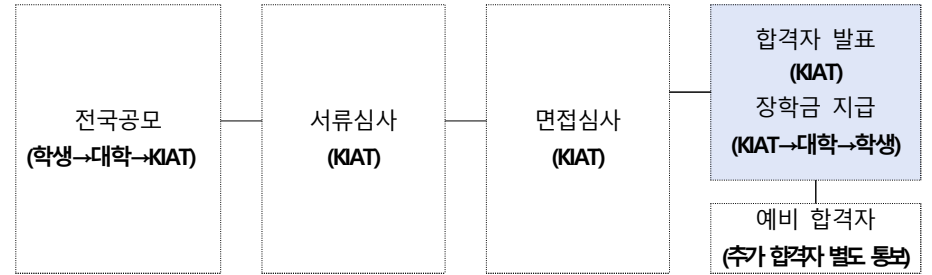 전국공모
(학생→대학→KIAT)
서류심사
(KIAT)
면접심사
(KIAT)
합격자 발표
(KIAT)
장학금 지급
(KIAT→대학→학생)
예비 합격자
(추가 합격자 별도 통보)